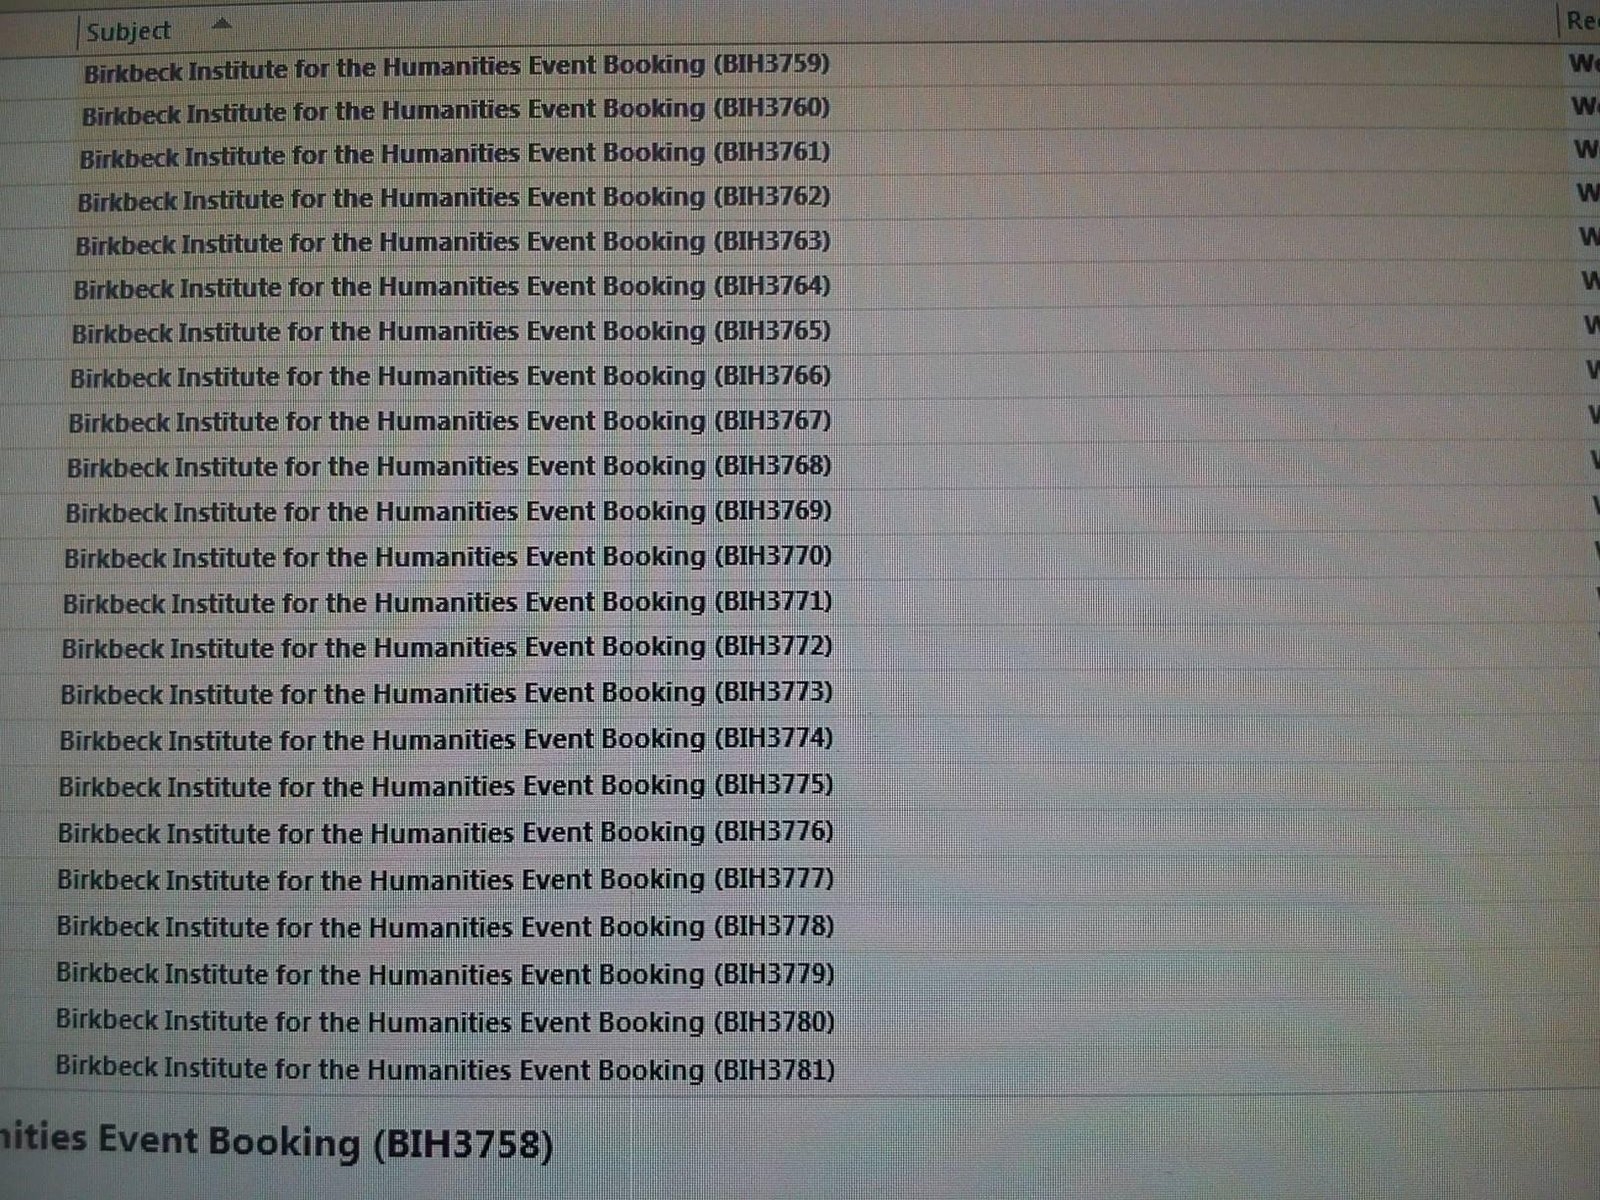 Subject
Birkbeck Institute for the Humanities Event Booking (BIH3759)
Birkbeck Institute for the Humanities Event Booking (BIH3760)
Birkbeck Institute for the Humanities Event Booking (BIH3761)
Birkbeck Institute for the Humanities Event Booking (BIH3762)
Birkbeck Institute for the Humanities Event Booking (BIH3763)
Birkbeck Institute for the Humanities Event Booking (BIH3764)
Birkbeck Institute for the Humanities Event Booking (BIH3765)
Birkbeck Institute for the Humanities Event Booking (BIH3766)
Birkbeck Institute for the Humanities Event Booking (BIH3767)
Birkbeck Institute for the Humanities Event Booking (BIH3768)
Birkbeck Institute for the Humanities Event Booking (BIH3769)
Birkbeck Institute for the Humanities Event Booking (BIH3770)
Birkbeck Institute for the Humanities Event Booking (BIH3771)
Birkbeck Institute for the Humanities Event Booking (BIH3772)
Birkbeck Institute for the Humanities Event Booking (BIH3773)
Birkbeck Institute for the Humanities Event Booking (BIH3774)
Birkbeck Institute for the Humanities Event Booking (BIH3775)
Birkbeck Institute for the Humanities Event Booking (BIH3776)
Birkbeck Institute for the Humanities Event Booking (BIH3777)
Birkbeck Institute for the Humanities Event Booking (BIH3778)
Birkbeck Institute for the Humanities Event Booking (BIH3779)
Birkbeck Institute for the Humanities Event Booking (BIH3780)
Birkbeck Institute for the Humanities Event Booking (BIH3781)
nities Event Booking (BIH3758)